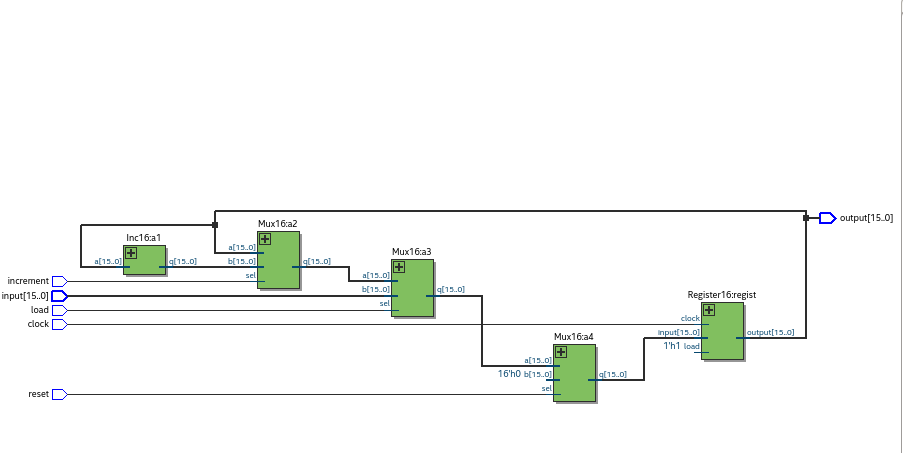 output[15..0]
Mux16:a2
Inc16:a1
a[15..0]
q[15..0]
a[15..0]
b[15..0]
sel
q[15..0]
Mux16:a3
a[15..0]
b[15..0]
sel
q[15..0]
increment
input[15..0]
load
clock
Register16:regist
clock
input[15..0]
1'h1 load
output[15..0]
Mux16:a4
a[15..0]
16'h0 b[15..0]
sel
q[15..0]
reset